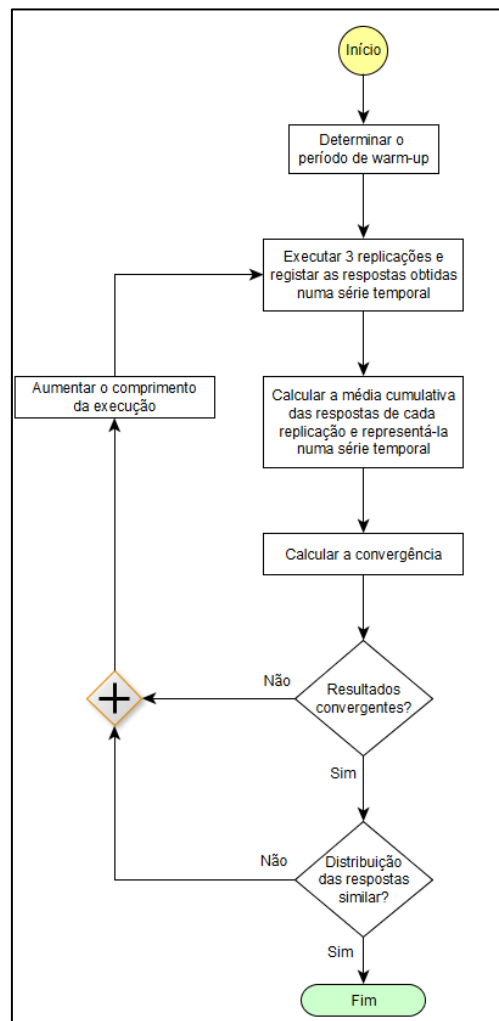 Início
Determinar o
período de warm-up
Executar 3 replicações e
registar as respostas obtidas
numa série temporal
Aumentar o comprimento
da execução
Calcular a média cumulativa
das respostas de cada
replicação e representá-la
numa série temporal
Calcular a convergência
Não
Resultados
convergentes?
Sim
Não
Distribuição
das respostas
similar?
Sim
Fim